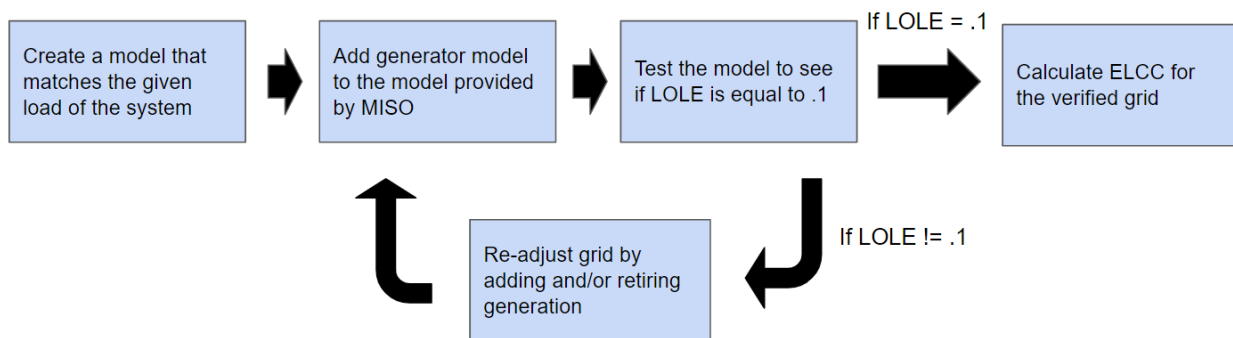 If LOLE = .1
Create a model that
matches the given
load of the system
Add generator model
to the model provided
by MISO
Test the model to see
if LOLE is equal to .1
Calculate ELCC for
the verified grid
If LOLE != .1
Re-adjust grid by
adding and/or retiring
generation